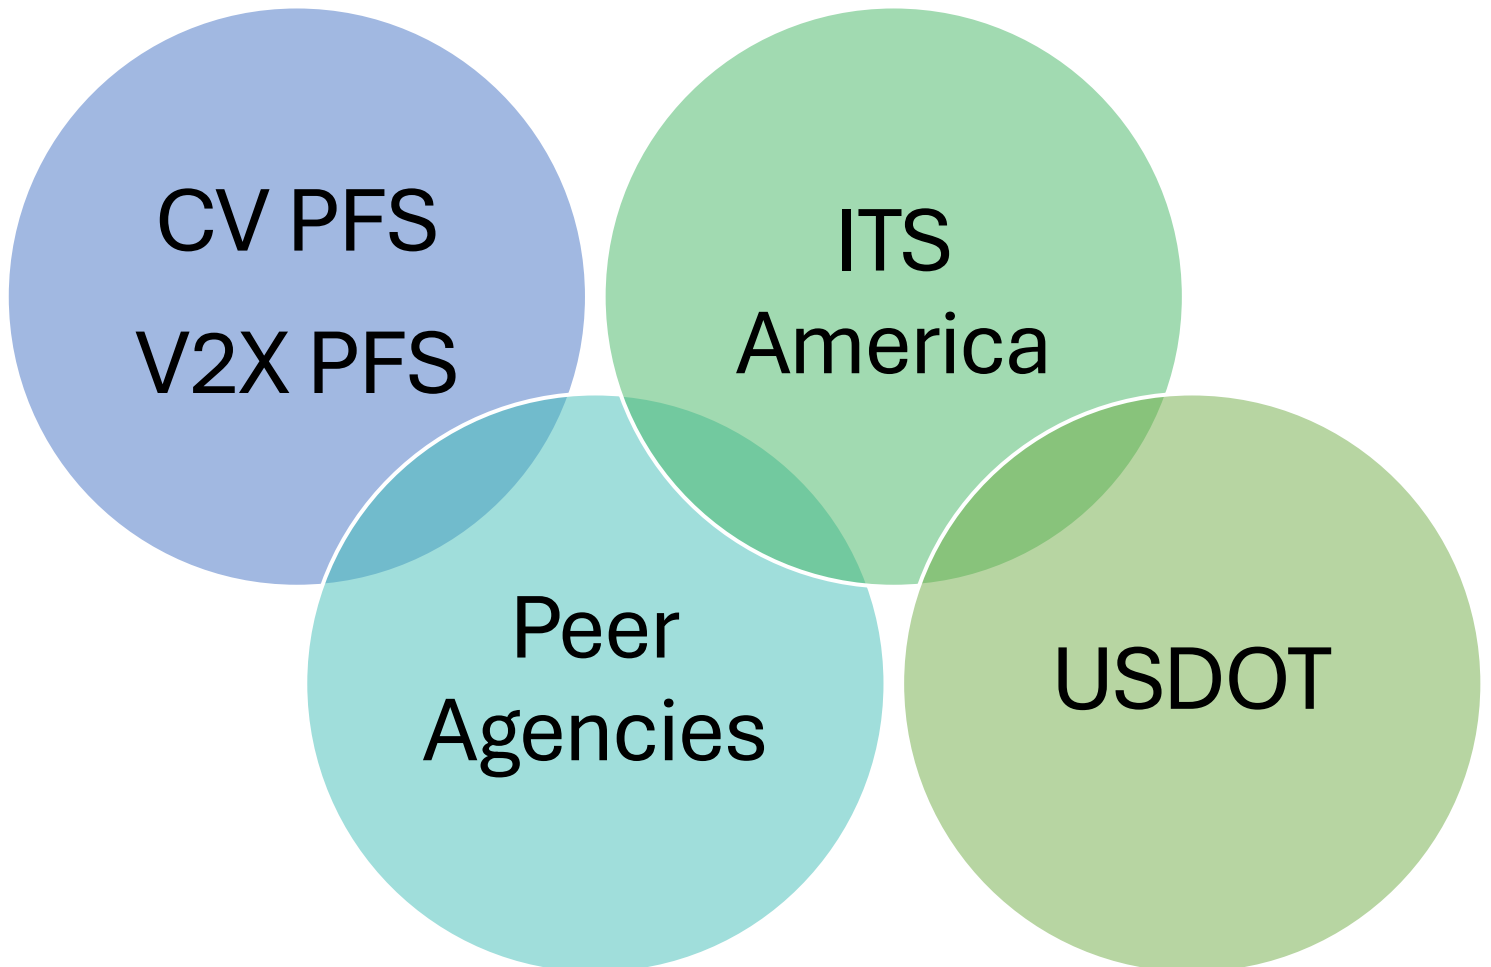 CV PFS
V2X PFS
ITS
America
Peer
Agencies
USDOT